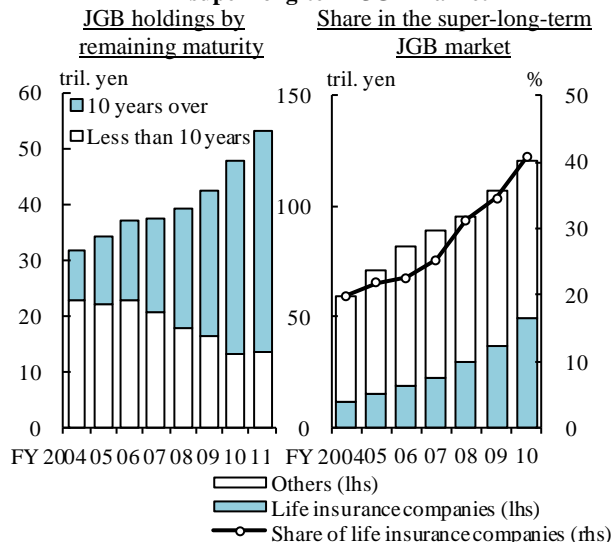 JGB holdings by
remaining maturity
tril. yen
60
50
40
30
20
10
0
10 years over
Less than 10 years
FY 2004 05 06 07 08 09 10 11
Share in the super-long-term
JGB market
tril. yen %
150
100
50
0
50
40
30
20
10
0
FY 2004 05 06 07 08 09 10
Others (lhs)
Life insurance companies (lhs)
Share of life insurance companies (rhs)